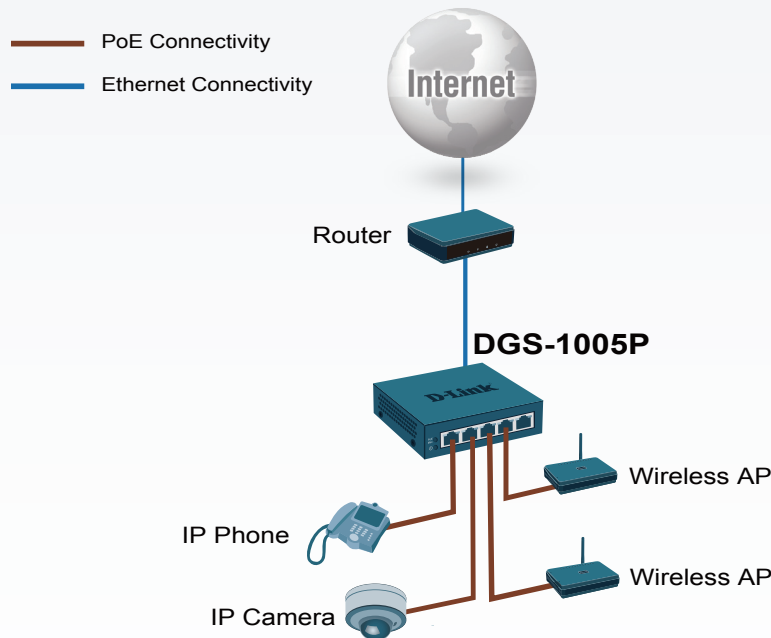 PoE Connectivity
Ethernet Connectivity
Internet
Router
DGS-1005P
D-Link
Wireless AP
IP Phone
Wireless AP
IP Camera